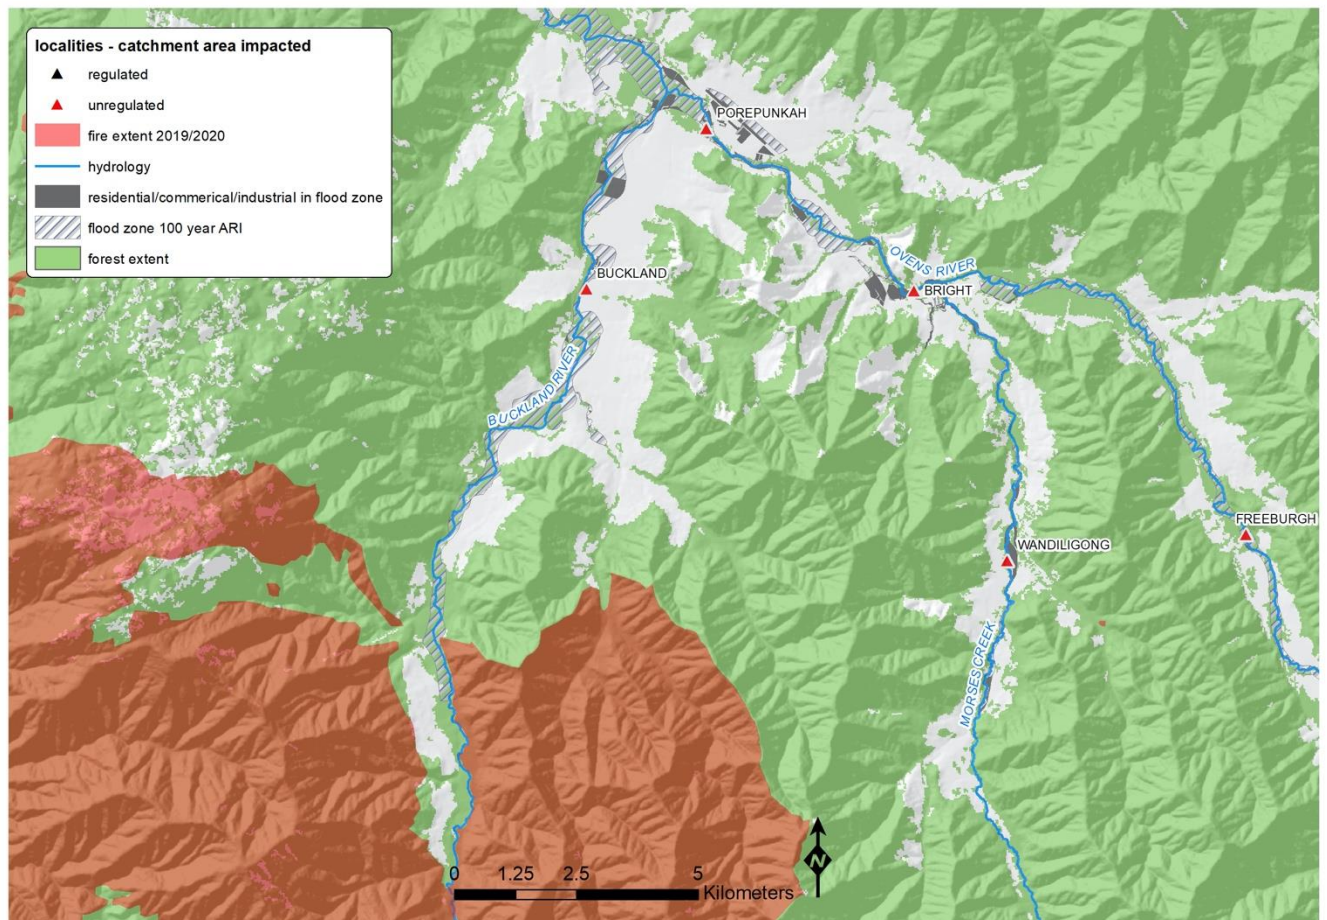 localities - catchment area impacted
regulated
unregulated
fire extent 2019/2020
hydrology
residential/commerical/industrial in flood zone
flood zone 100 year ARI
forest extent
POREPUNKAH
OVENS RIVER
BUCKLAND
BRIGHT
BUCKLAND RIVER
FREEBURGH
WANDILIGONG
MORSES CREEK
N
0 1.25 2.5 5
Kilometers